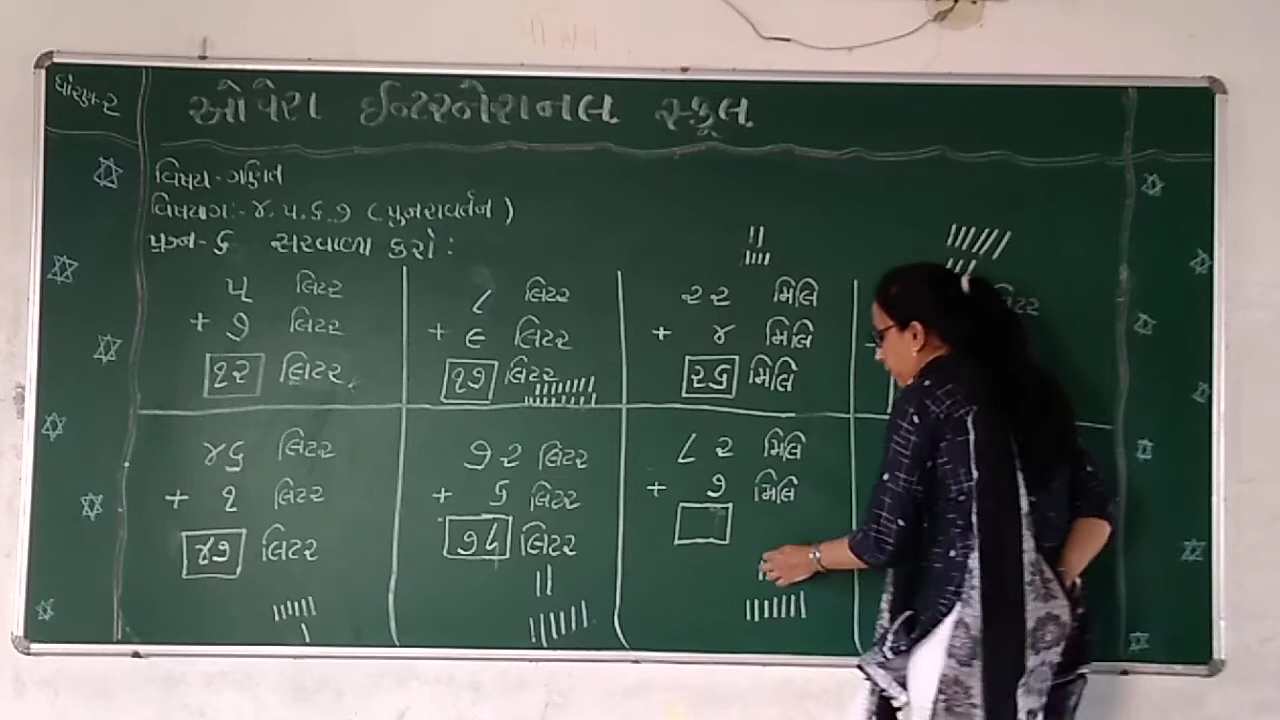 ધોરણ-૨
ઓપેરા ઈન્ટરનેશનલ સ્કૂલ
વિષય - ગણિત
વિષયાંગ :- ૪.૫.૬.૭ (પુનરાવર્તન)
પ્રશ્ન - ૬ સરવાળા કરો :
૫ લિટર
+ ૭ લિટર
૧૨ લિટર
૮ લિટર
+ ૯ લિટર
૧૭ લિટર
૨૨ મિલિ
+ ૪ મિલિ
૨૬ મિલિ
લિટર
૪૬ લિટર
+ ૧ લિટર
૪૭ લિટર
૭૨ લિટર
+ ૬ લિટર
૭૮ લિટર
૮૨ મિલિ
+ ૭ મિલિ